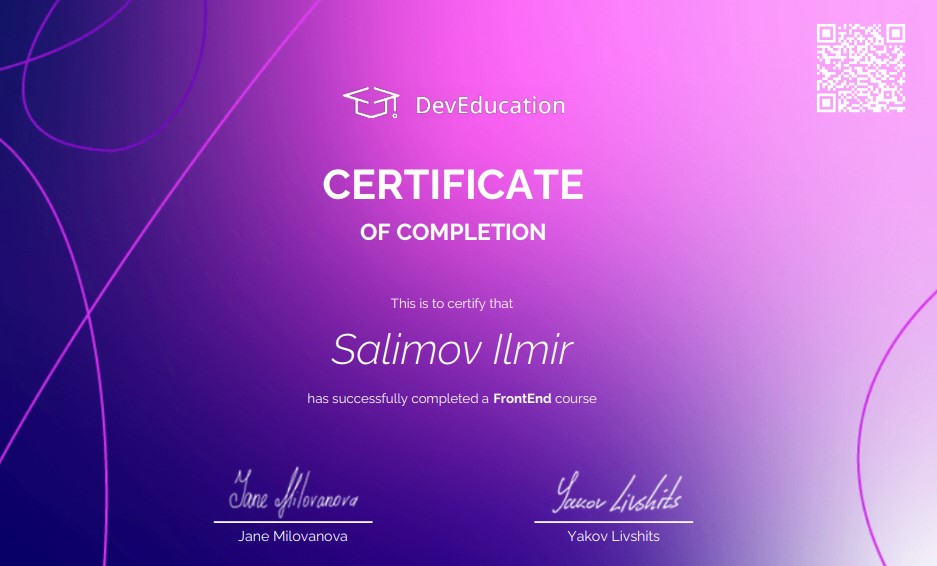 DevEducation
CERTIFICATE
OF COMPLETION
This is to certify that
Salimov Ilmir
has successfully completed a FrontEnd course
Jane Milovanova Yakov Livshits
Jane Milovanova Yakov Livshits